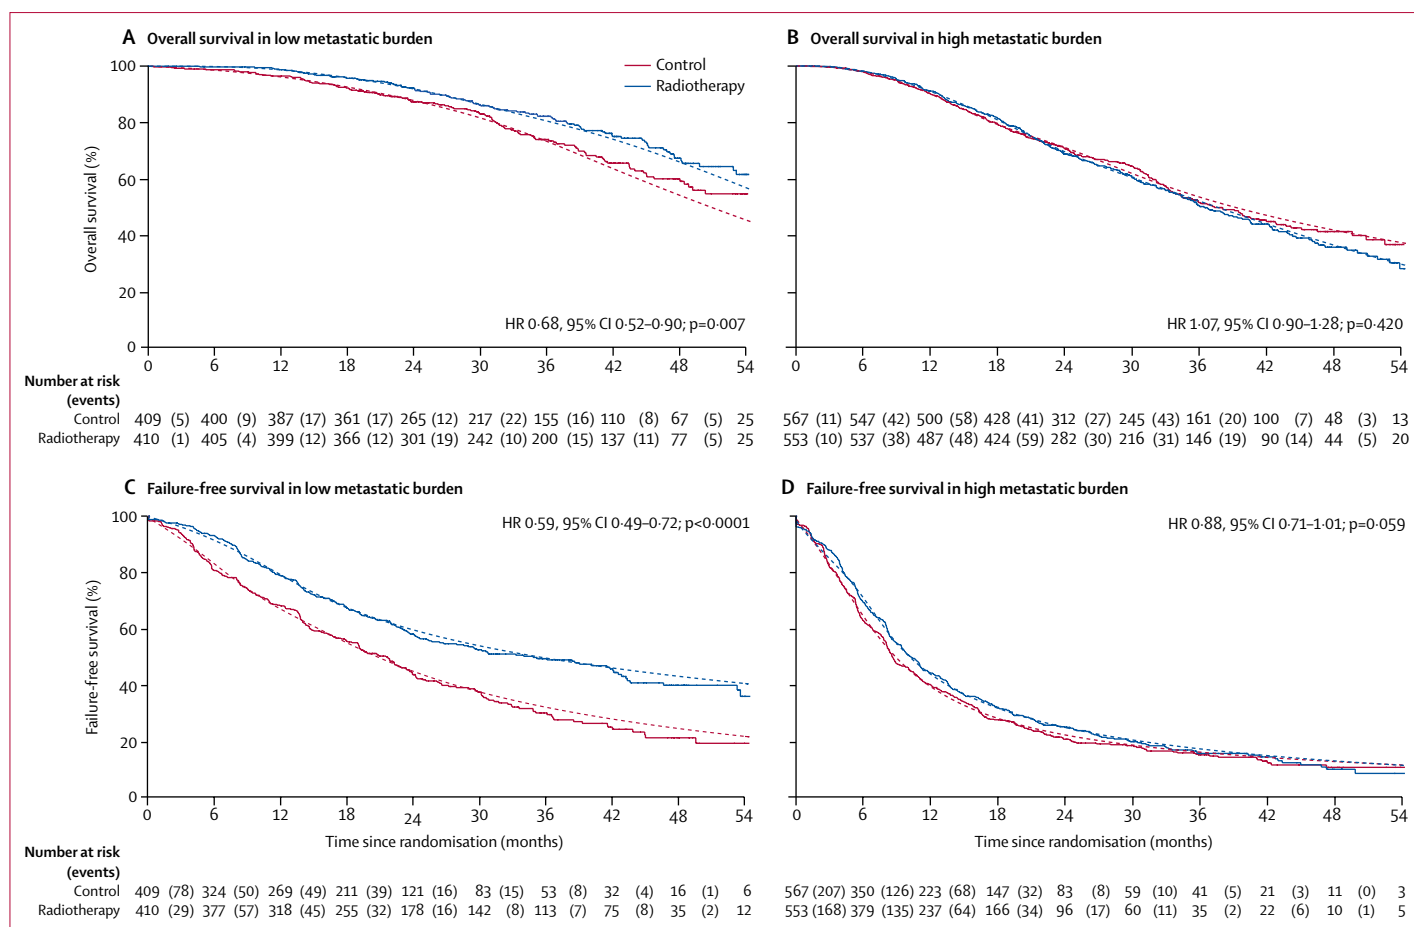 A Overall survival in low metastatic burden
Control
Radiotherapy
Overall survival (%)
100
80
60
40
20
0
HR 0·68, 95% CI 0·52–0·90; p=0·007
0 6 12 18 24 30 36 42 48 54
B Overall survival in high metastatic burden
HR 1·07, 95% CI 0·90–1·28; p=0·420
0 6 12 18 24 30 36 42 48 54
Number at risk
(events)
Control 409 (5) 400 (9) 387 (17) 361 (17) 265 (12) 217 (22) 155 (16) 110 (8) 67 (5) 25 567 (11) 547 (42) 500 (58) 428 (41) 312 (27) 245 (43) 161 (20) 100 (7) 48 (3) 13
Radiotherapy 410 (1) 405 (4) 399 (12) 366 (12) 301 (19) 242 (10) 200 (15) 137 (11) 77 (5) 25 553 (10) 537 (38) 487 (48) 424 (59) 282 (30) 216 (31) 146 (19) 90 (14) 44 (5) 20
C Failure-free survival in low metastatic burden
HR 0·59, 95% CI 0·49–0·72; p<0·0001
Failure-free survival (%)
100
80
60
40
20
0
0 6 12 18 24 30 36 42 48 54
Time since randomisation (months)
D Failure-free survival in high metastatic burden
HR 0·88, 95% CI 0·71–1·01; p=0·059
0 6 12 18 24 30 36 42 48 54
Time since randomisation (months)
Number at risk
(events)
Control 409 (78) 324 (50) 269 (49) 211 (39) 121 (16) 83 (15) 53 (8) 32 (4) 16 (1) 6 567 (207) 350 (126) 223 (68) 147 (32) 83 (8) 59 (10) 41 (5) 21 (3) 11 (0) 3
Radiotherapy 410 (29) 377 (57) 318 (45) 255 (32) 178 (16) 142 (8) 113 (7) 75 (8) 35 (2) 12 553 (168) 379 (135) 237 (64) 166 (34) 96 (17) 60 (11) 35 (2) 22 (6) 10 (1) 5